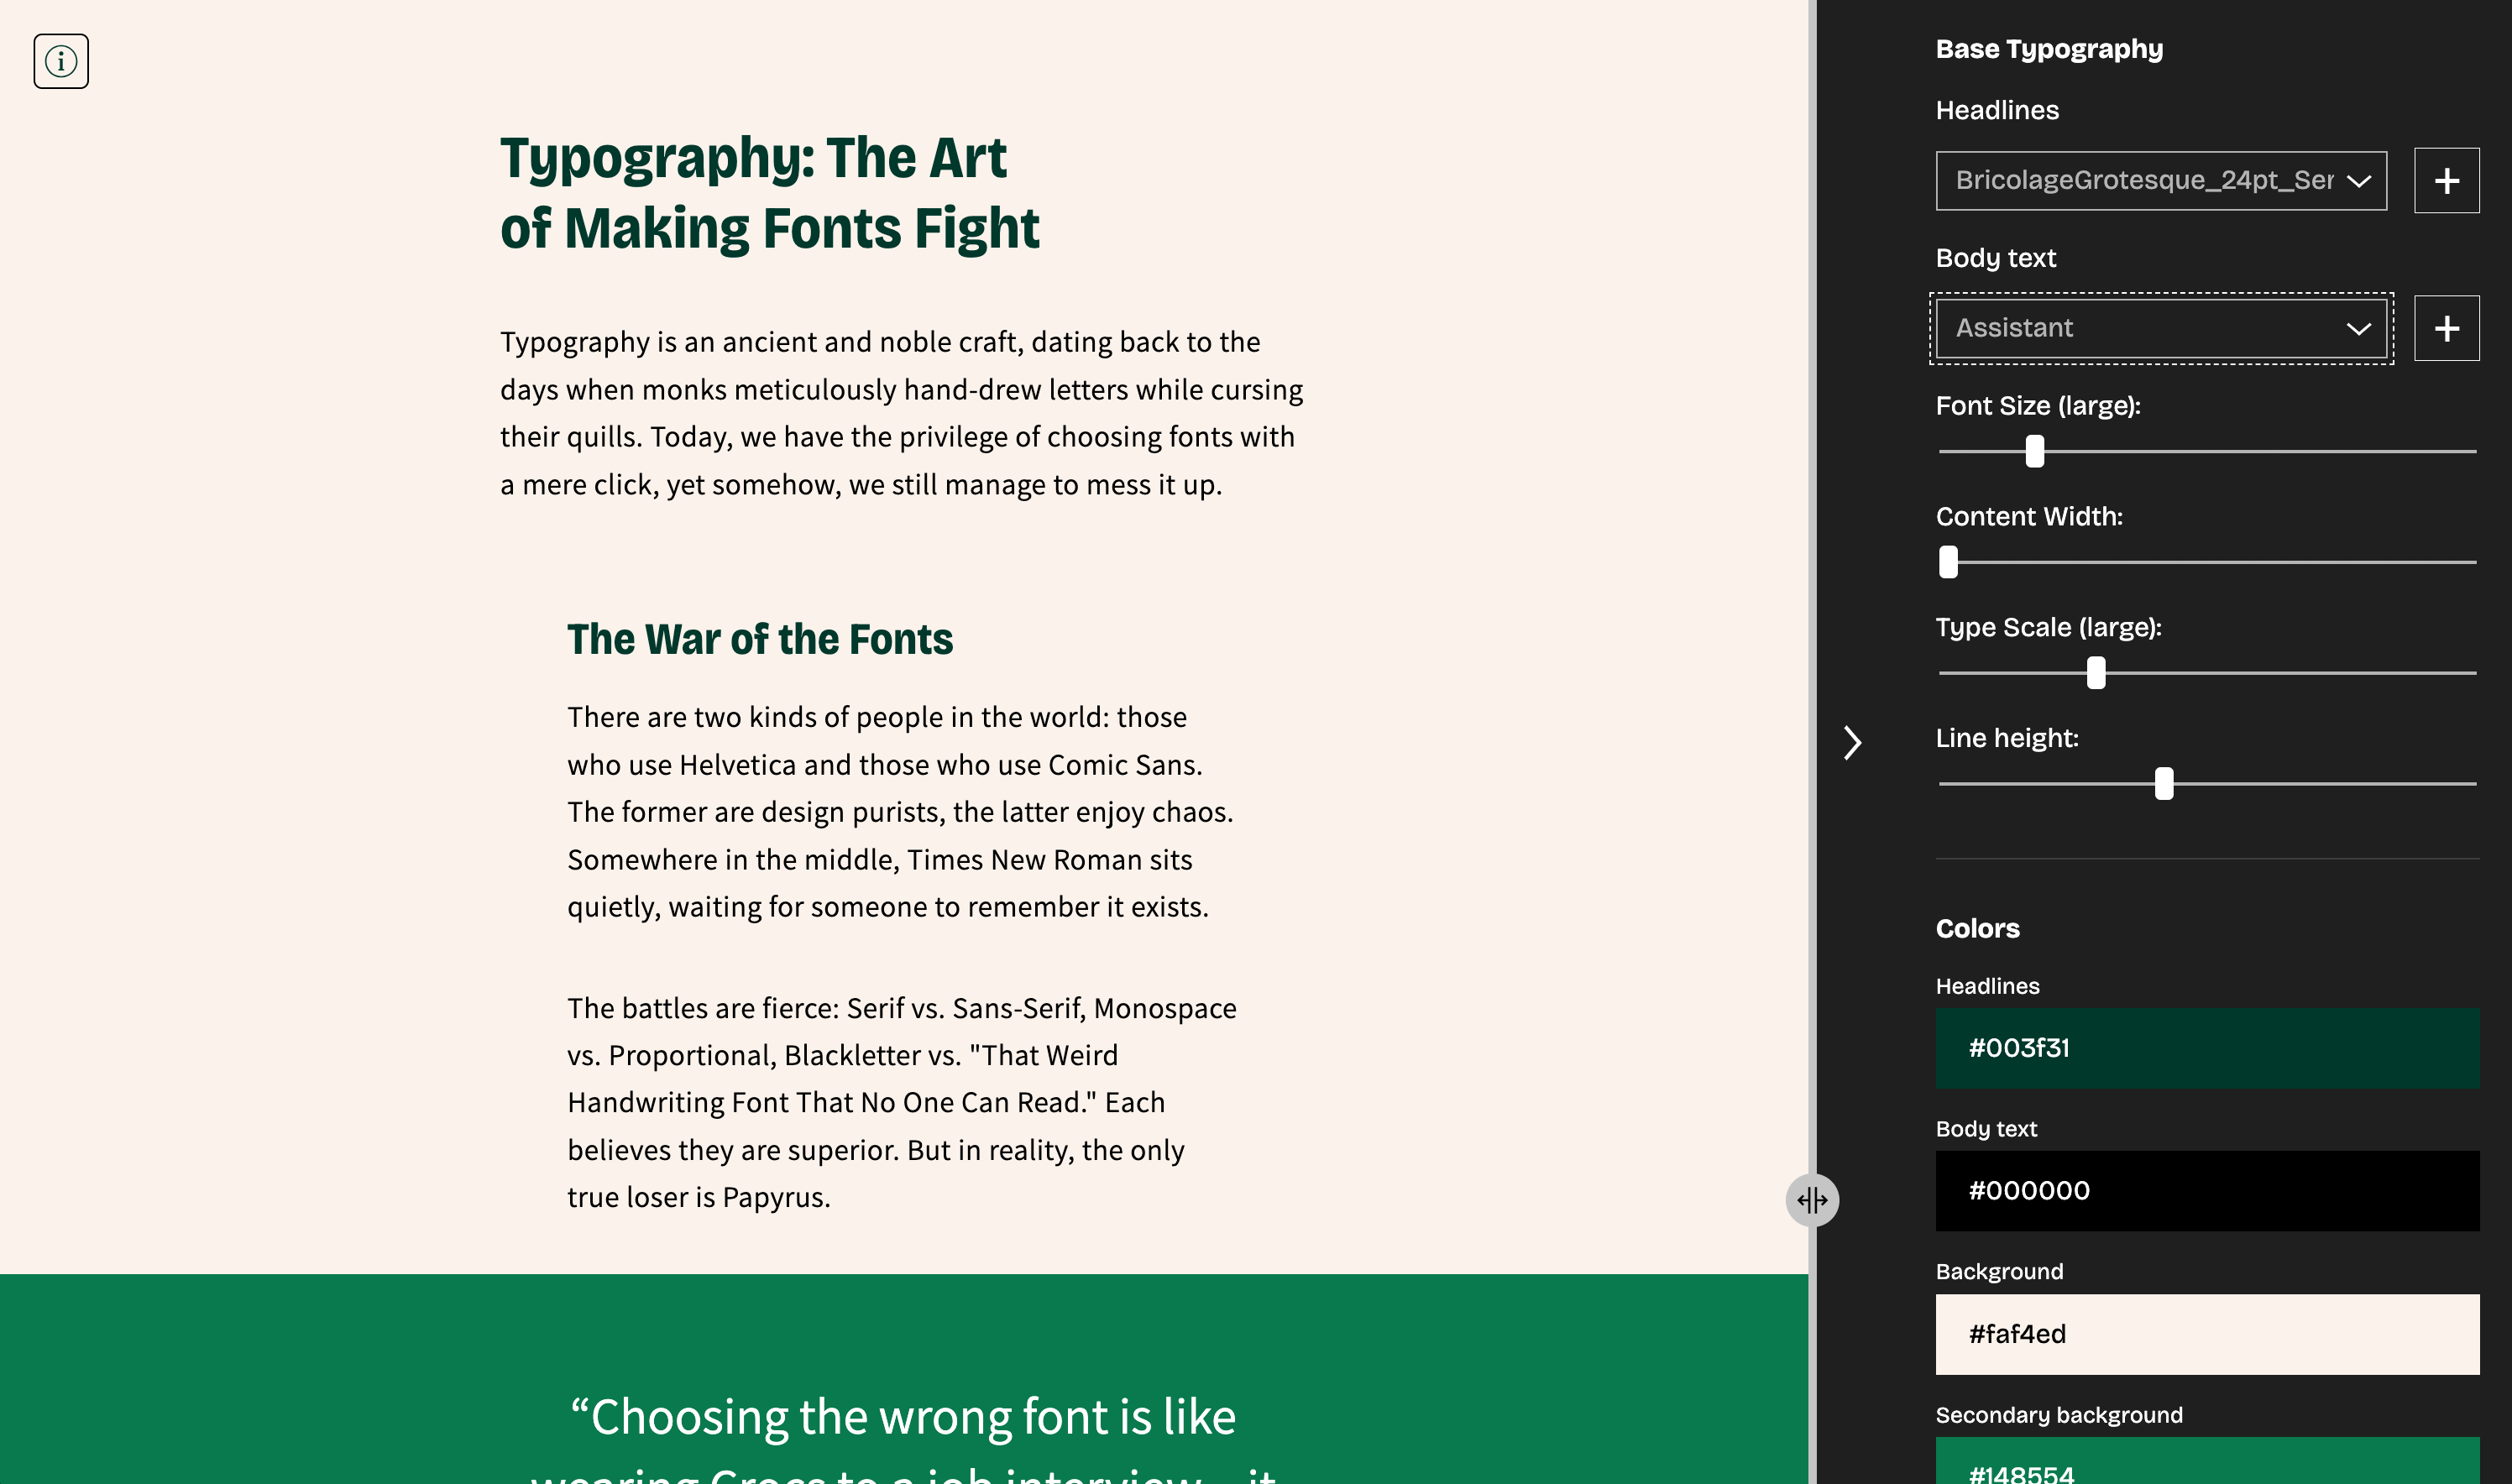 Typography: The Art
of Making Fonts Fight
Typography is an ancient and noble craft, dating back to the
days when monks meticulously hand-drew letters while cursing
their quills. Today, we have the privilege of choosing fonts with
a mere click, yet somehow, we still manage to mess it up.
The War of the Fonts
There are two kinds of people in the world: those
who use Helvetica and those who use Comic Sans.
The former are design purists, the latter enjoy chaos.
Somewhere in the middle, Times New Roman sits
quietly, waiting for someone to remember it exists.
The battles are fierce: Serif vs. Sans-Serif, Monospace
vs. Proportional, Blackletter vs. "That Weird
Handwriting Font That No One Can Read." Each
believes they are superior. But in reality, the only
true loser is Papyrus.
“Choosing the wrong font is like
wearing Crocs to a job interview—it
Base Typography
Headlines
BricolageGrotesque_24pt_Ser
Body text
Assistant
Font Size (large):
Content Width:
Type Scale (large):
Line height:
Colors
Headlines
#003f31
Body text
#000000
Background
#faf4ed
Secondary background
#148554